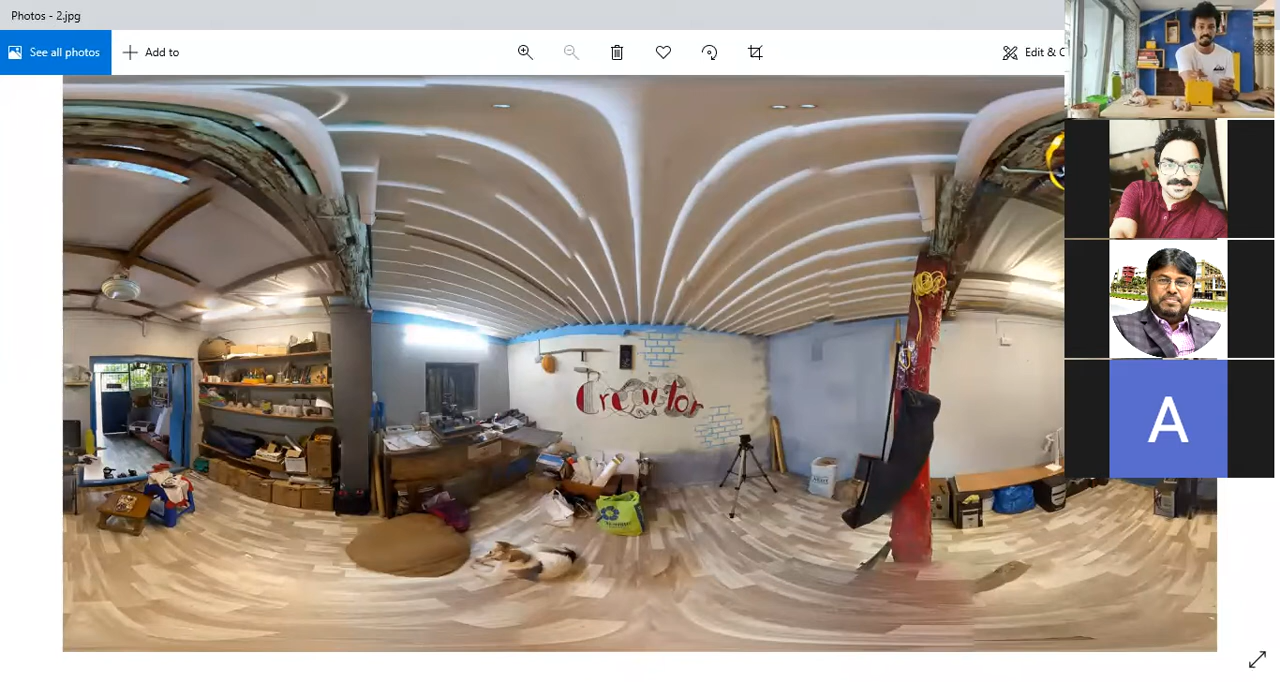 Photos - 2.jpg
See all photos
Add to
Edit & C
Creator
A